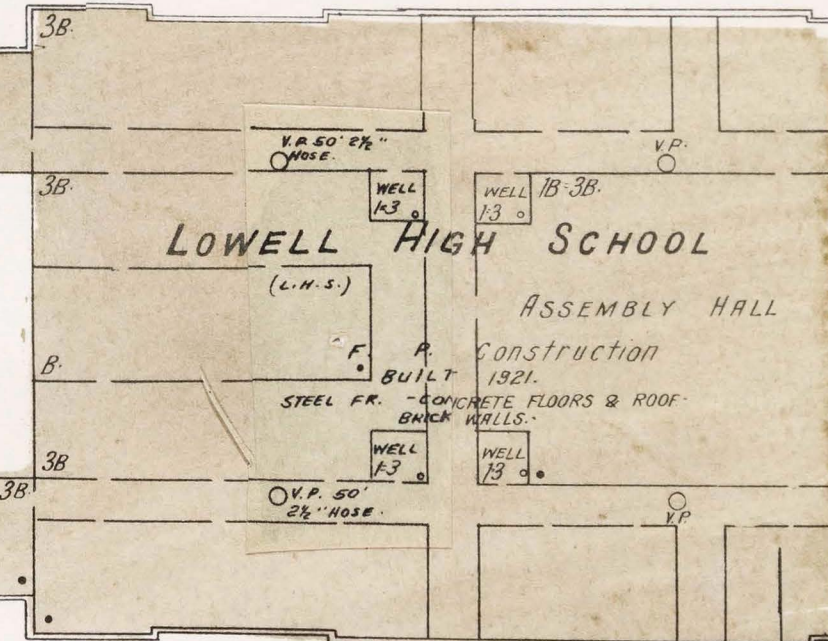 3B.
V.P. 50' 2½"
HOSE.
V.P.
3B.
WELL
1-3
WELL
1-3
1B-3B.
LOWELL HIGH SCHOOL
(L.H.S.)
ASSEMBLY HALL
F. P. Construction
B.
BUILT 1921.
STEEL FR. - CONCRETE FLOORS & ROOF-
BRICK WALLS.-
WELL
1-3
WELL
1-3
3B
3B.
V.P. 50'
2½" HOSE.
V.P.